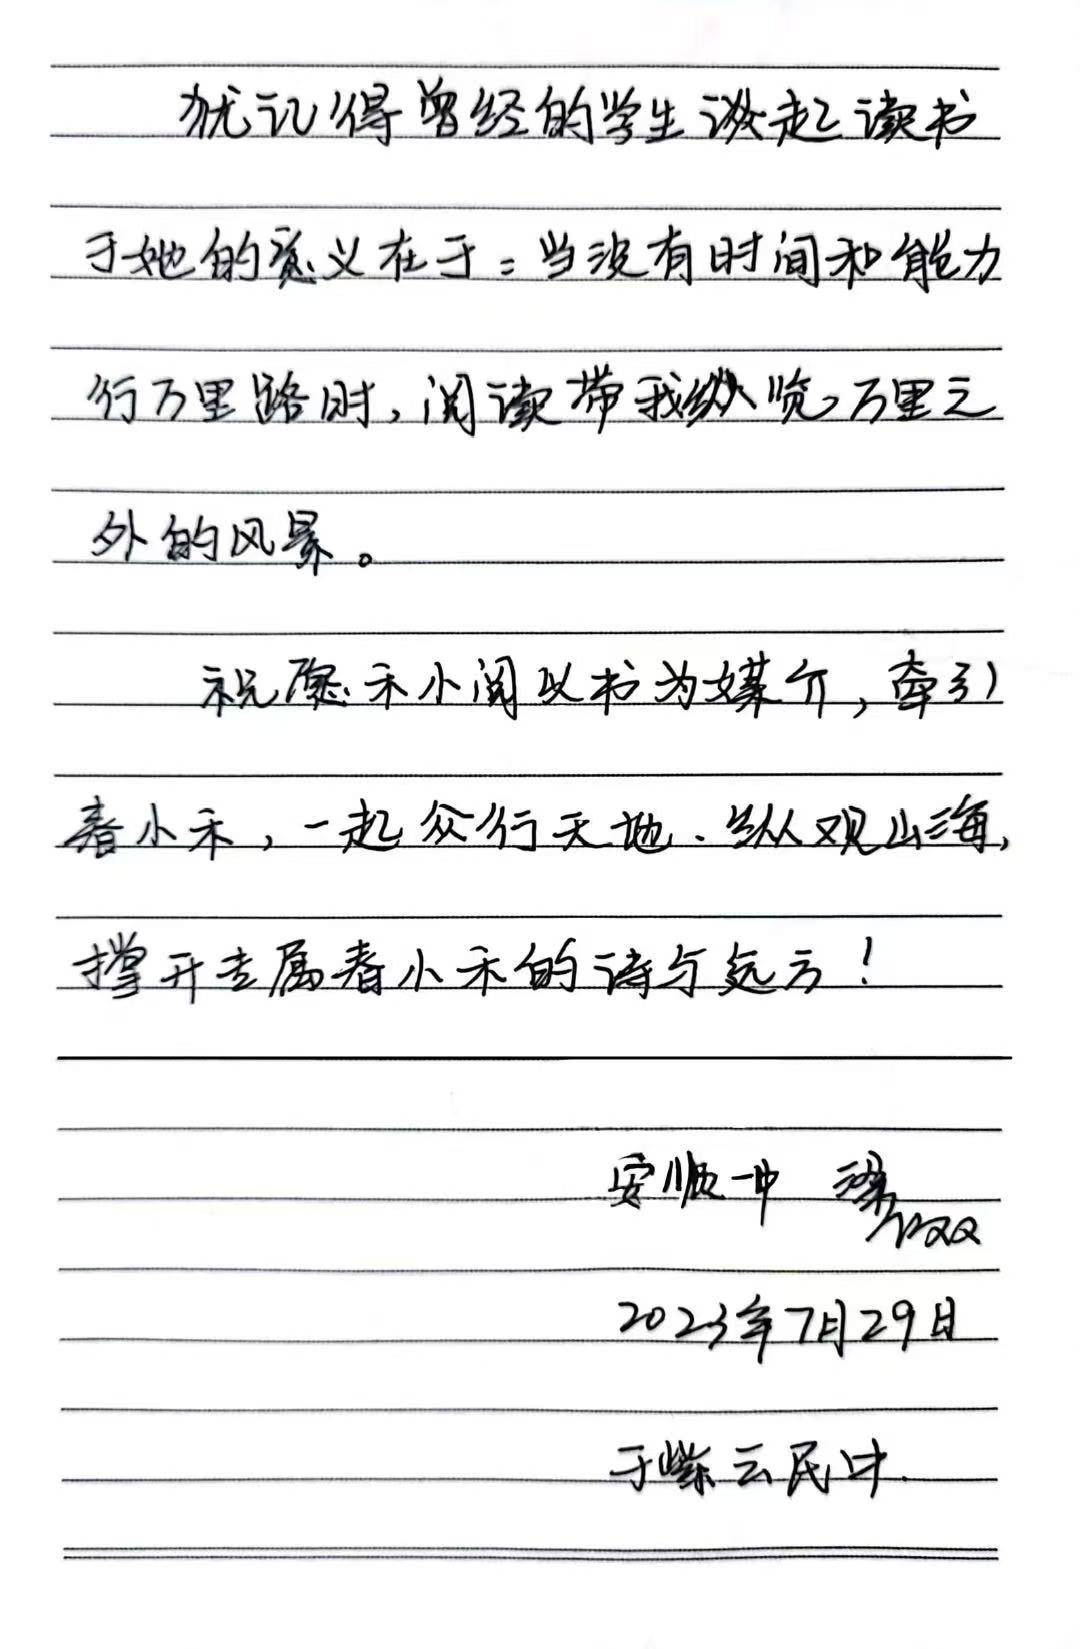 犹记得曾经的学生谈起读书
于她的意义在于：当没有时间和能力
行万里路时，阅读带我纵览万里之
外的风景。
祝愿禾小阅以书为媒介，牵引
春小禾，一起众行天地、纵观山海，
撑开专属春小禾的诗与远方！
安顺一中 梁
2023年7月29日
于紫云民中.